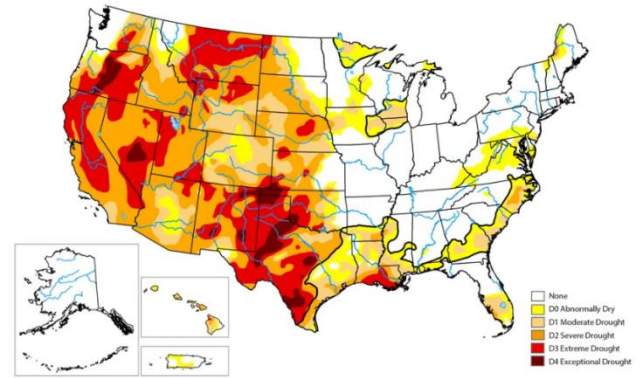 None
D0 Abnormally Dry
D1 Moderate Drought
D2 Severe Drought
D3 Extreme Drought
D4 Exceptional Drought